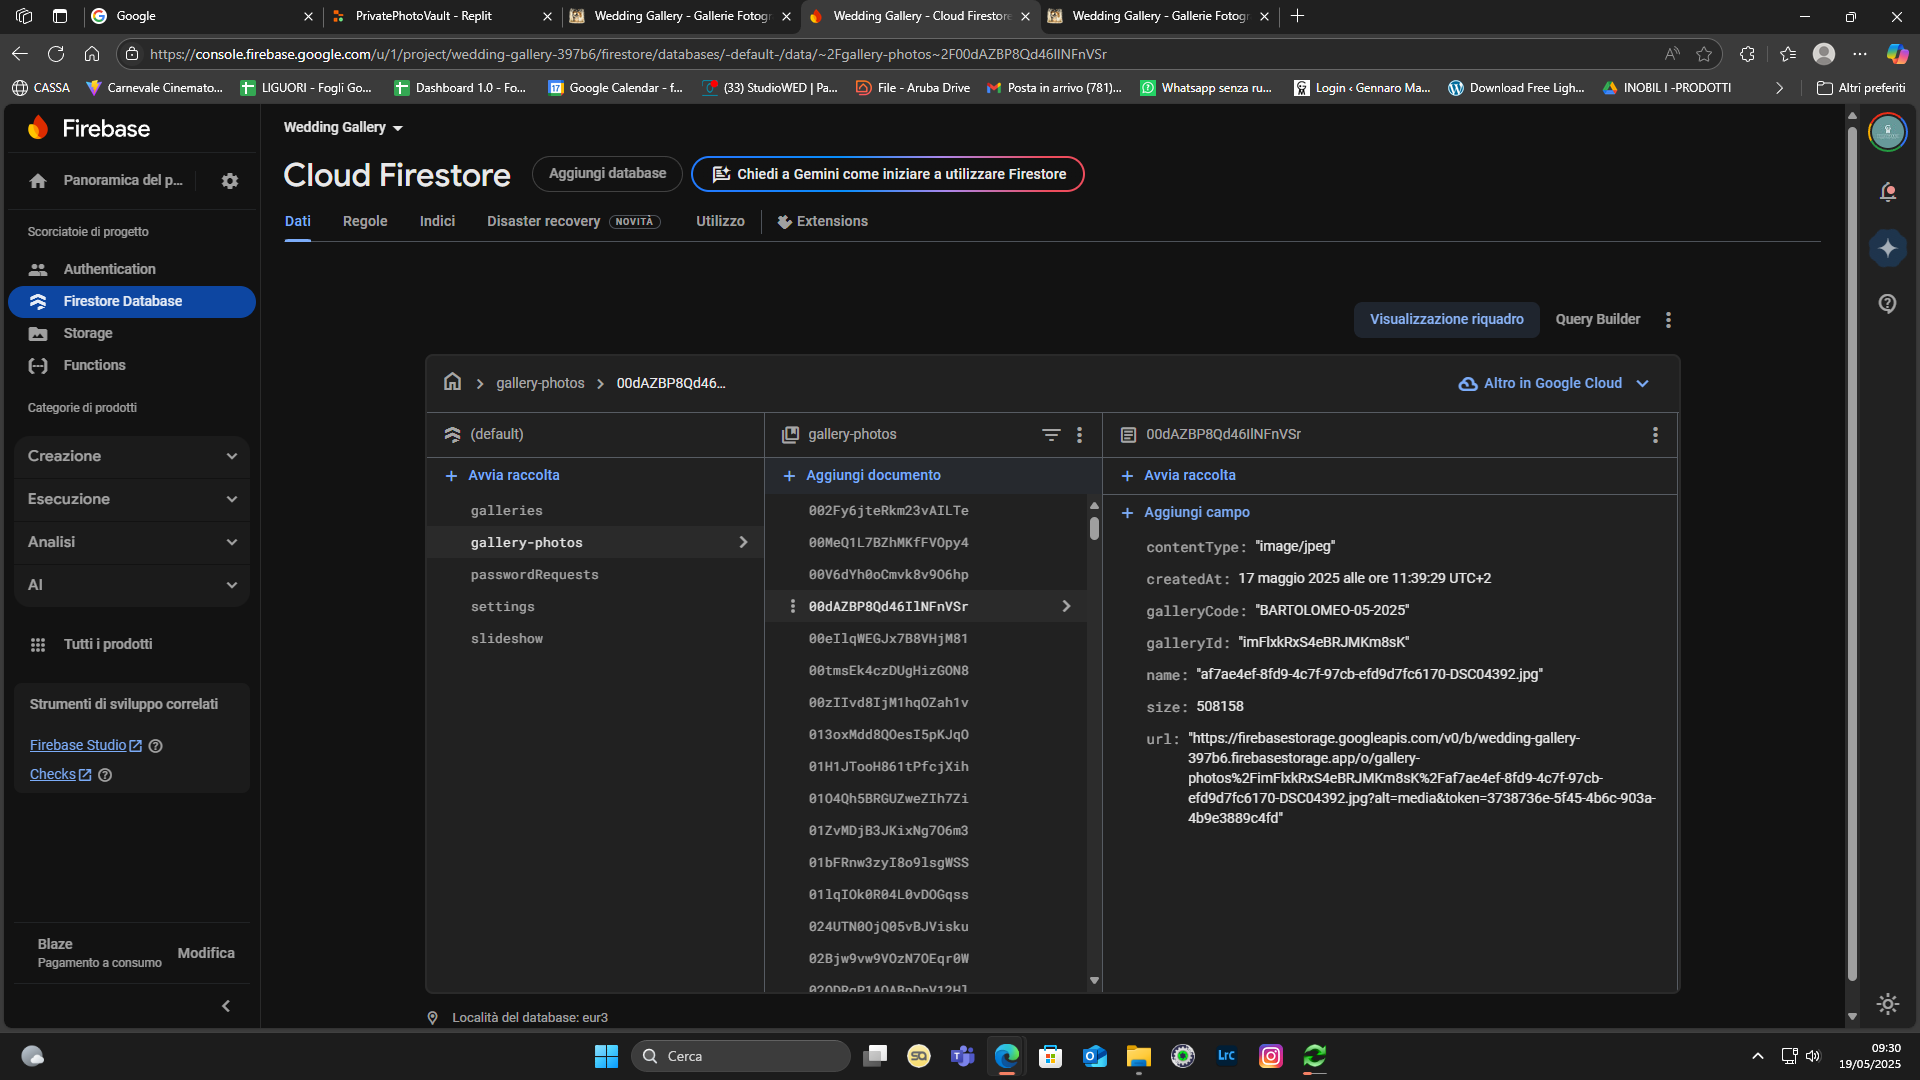 Google
PrivatePhotoVault - Replit
Wedding Gallery - Gallerie Fotogr
Wedding Gallery - Cloud Firestore
Wedding Gallery - Gallerie Fotogr
https://console.firebase.google.com/u/1/project/wedding-gallery-397b6/firestore/databases/-default-/data/~2Fgallery-photos~2F00dAZBP8Qd46IlNFnVSr
CASSA
Carnevale Cinemato...
LIGUORI - Fogli Go...
Dashboard 1.0 - Fo...
Google Calendar - f...
(33) StudioWED | Pa...
File - Aruba Drive
Posta in arrivo (781)...
Whatsapp senza ru...
Login ‹ Gennaro Ma...
Download Free Ligh...
INOBIL I -PRODOTTI
Altri preferiti
Firebase
Panoramica del p...
Scorciatoie di progetto
Authentication
Firestore Database
Storage
Functions
Categorie di prodotti
Creazione
Esecuzione
Analisi
AI
Tutti i prodotti
Strumenti di sviluppo correlati
Firebase Studio
Checks
Blaze
Pagamento a consumo
Modifica
Wedding Gallery
Cloud Firestore
Aggiungi database
Chiedi a Gemini come iniziare a utilizzare Firestore
Dati
Regole
Indici
Disaster recovery
NOVITÀ
Utilizzo
Extensions
Visualizzazione riquadro
Query Builder
gallery-photos
00dAZBP8Qd46...
Altro in Google Cloud
(default)
Avvia raccolta
galleries
gallery-photos
passwordRequests
settings
slideshow
gallery-photos
Aggiungi documento
002Fy6jteRkm23vAILTe
00MeQ1L7BZhMKfFVOpy4
00V6dYh0oCmvk8v9O6hp
00dAZBP8Qd46IlNFnVSr
00eIlqWEGJx7B8VHjM81
00tmsEk4czDUgHizGON8
00zIIvd8IjM1hqOZah1v
013oxMdd8QOesI5pKJqO
01H1JTooH861tPfcjXih
01O4Qh5BRGUZweZIh7Zi
01ZvMDjB3JKixNg7O6m3
01bFRnw3zyI8o9lsgWSS
01lqIOk0R04L0vDOGqss
024UTN0OjQ05vBJVisku
02Bjw9vw9VOzN7OEqr0W
00dAZBP8Qd46IlNFnVSr
Avvia raccolta
Aggiungi campo
contentType: "image/jpeg"
createdAt: 17 maggio 2025 alle ore 11:39:29 UTC+2
galleryCode: "BARTOLOMEO-05-2025"
galleryId: "imFlxkRxS4eBRJMKm8sK"
name: "af7ae4ef-8fd9-4c7f-97cb-efd9d7fc6170-DSC04392.jpg"
size: 508158
url: "https://firebasestorage.googleapis.com/v0/b/wedding-gallery-
397b6.firebasestorage.app/o/gallery-
photos%2FimFlxkRxS4eBRJMKm8sK%2Faf7ae4ef-8fd9-4c7f-97cb-
efd9d7fc6170-DSC04392.jpg?alt=media&token=3738736e-5f45-4b6c-903a-
4b9e3889c4fd"
Località del database: eur3
Cerca
SQ
Lrc
09:30
19/05/2025